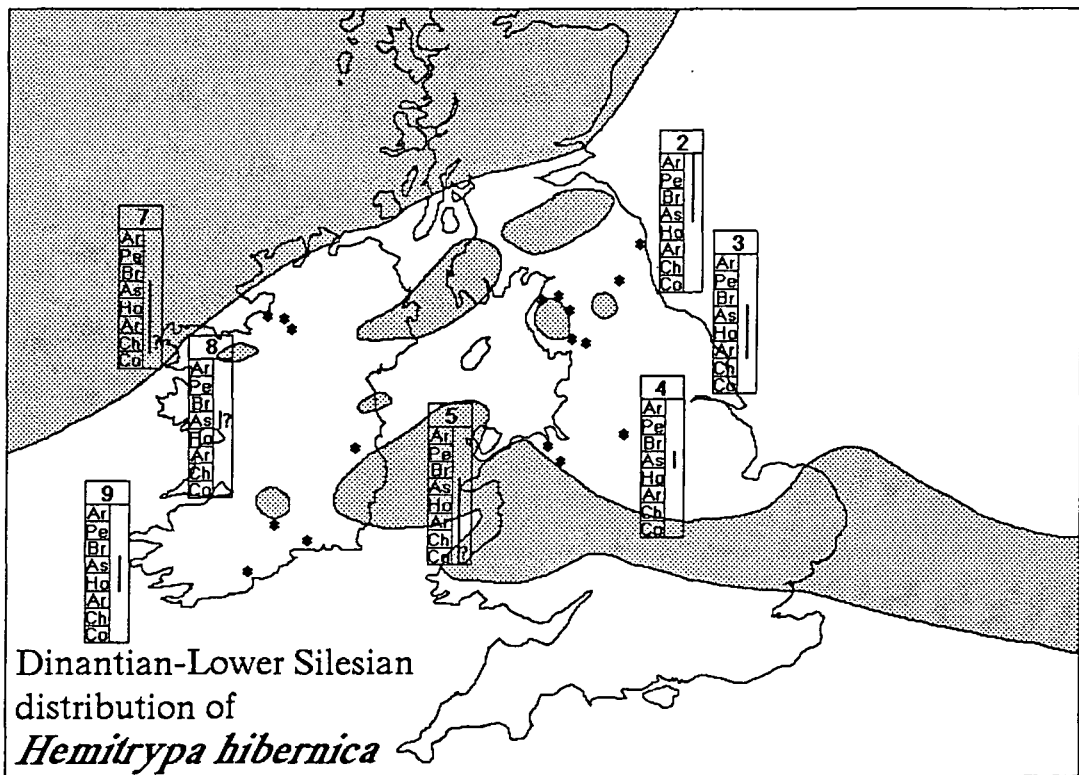 2
Ar
Pe
Br
As
Ho
Ar
Ch
Co
7
Ar
Pe
Br
As
Ho
Ar
Ch ?
Co
3
Ar
Pe
Br
As
Ho
Ar
Ch
Co
8
Ar
Pe
Br
As ?
Ho
Ar
Ch
Co
4
Ar
Pe
Br
As
Ho
Ar
Ch
Co
5
Ar
Pe
Br
As
Ho
Ar
Ch
Co ?
9
Ar
Pe
Br
As
Ho
Ar
Ch
Co
Dinantian-Lower Silesian
distribution of
Hemitrypa hibernica